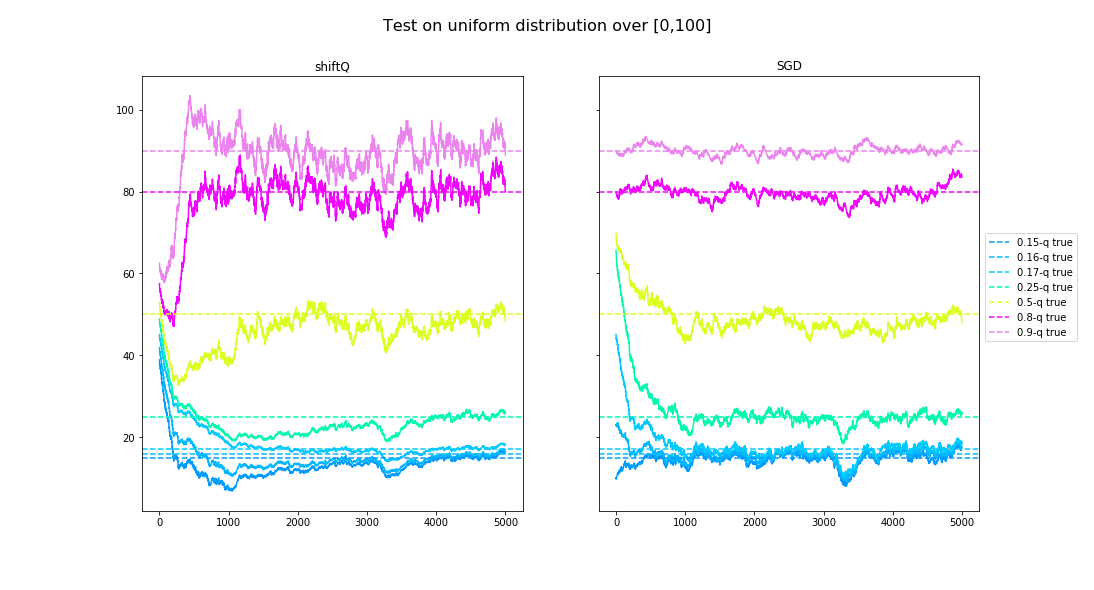 Test on uniform distribution over [0,100]
shiftQ
SGD
100
80
60
40
20
0
1000
2000
3000
4000
5000
0
1000
2000
3000
4000
5000
0.15-q true
0.16-q true
0.17-q true
0.25-q true
0.5-q true
0.8-q true
0.9-q true